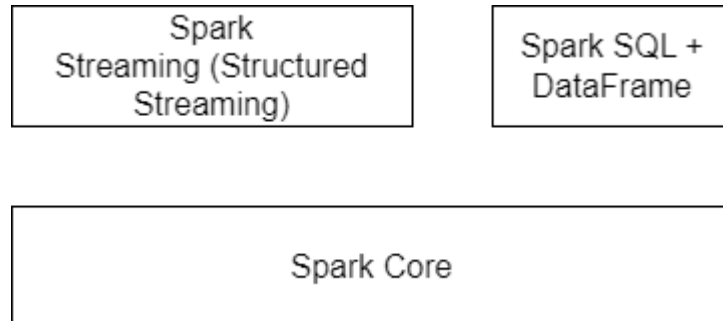 Spark
Streaming (Structured
Streaming)
Spark SQL +
DataFrame
Spark Core